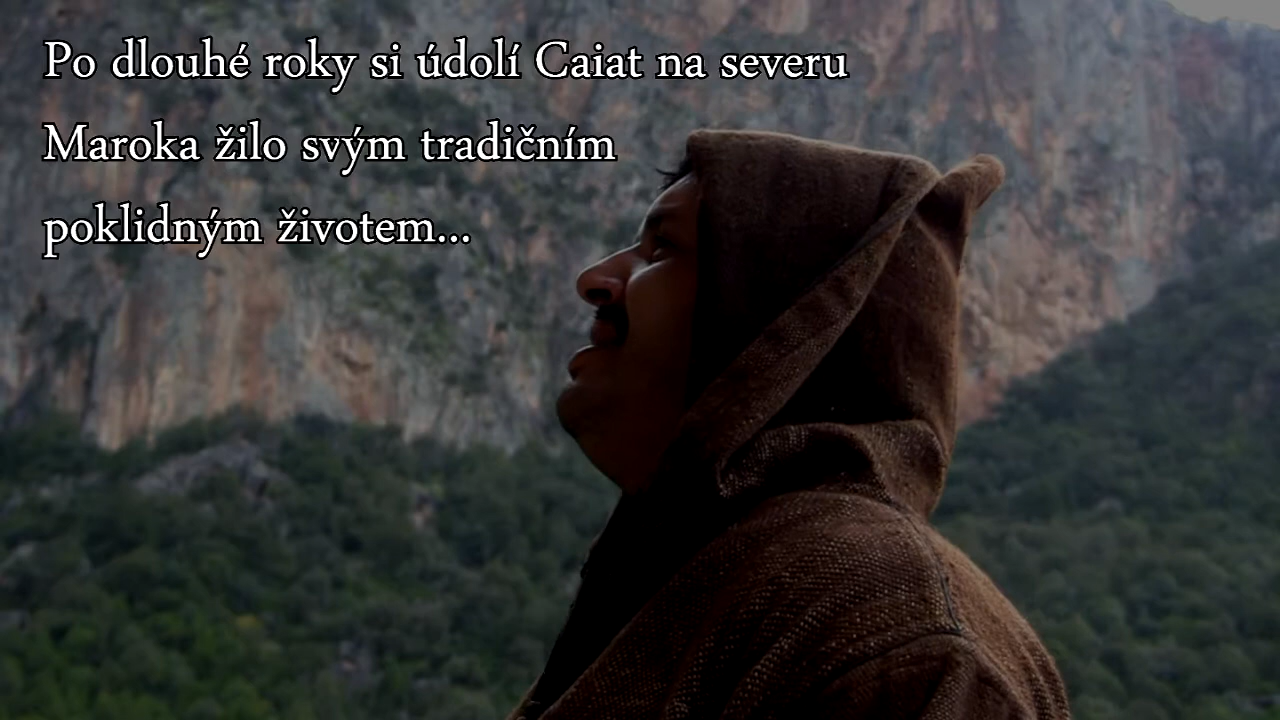 Po dlouhé roky si údolí Caiat na severu
Maroka žilo svým tradičním
poklidným životem...